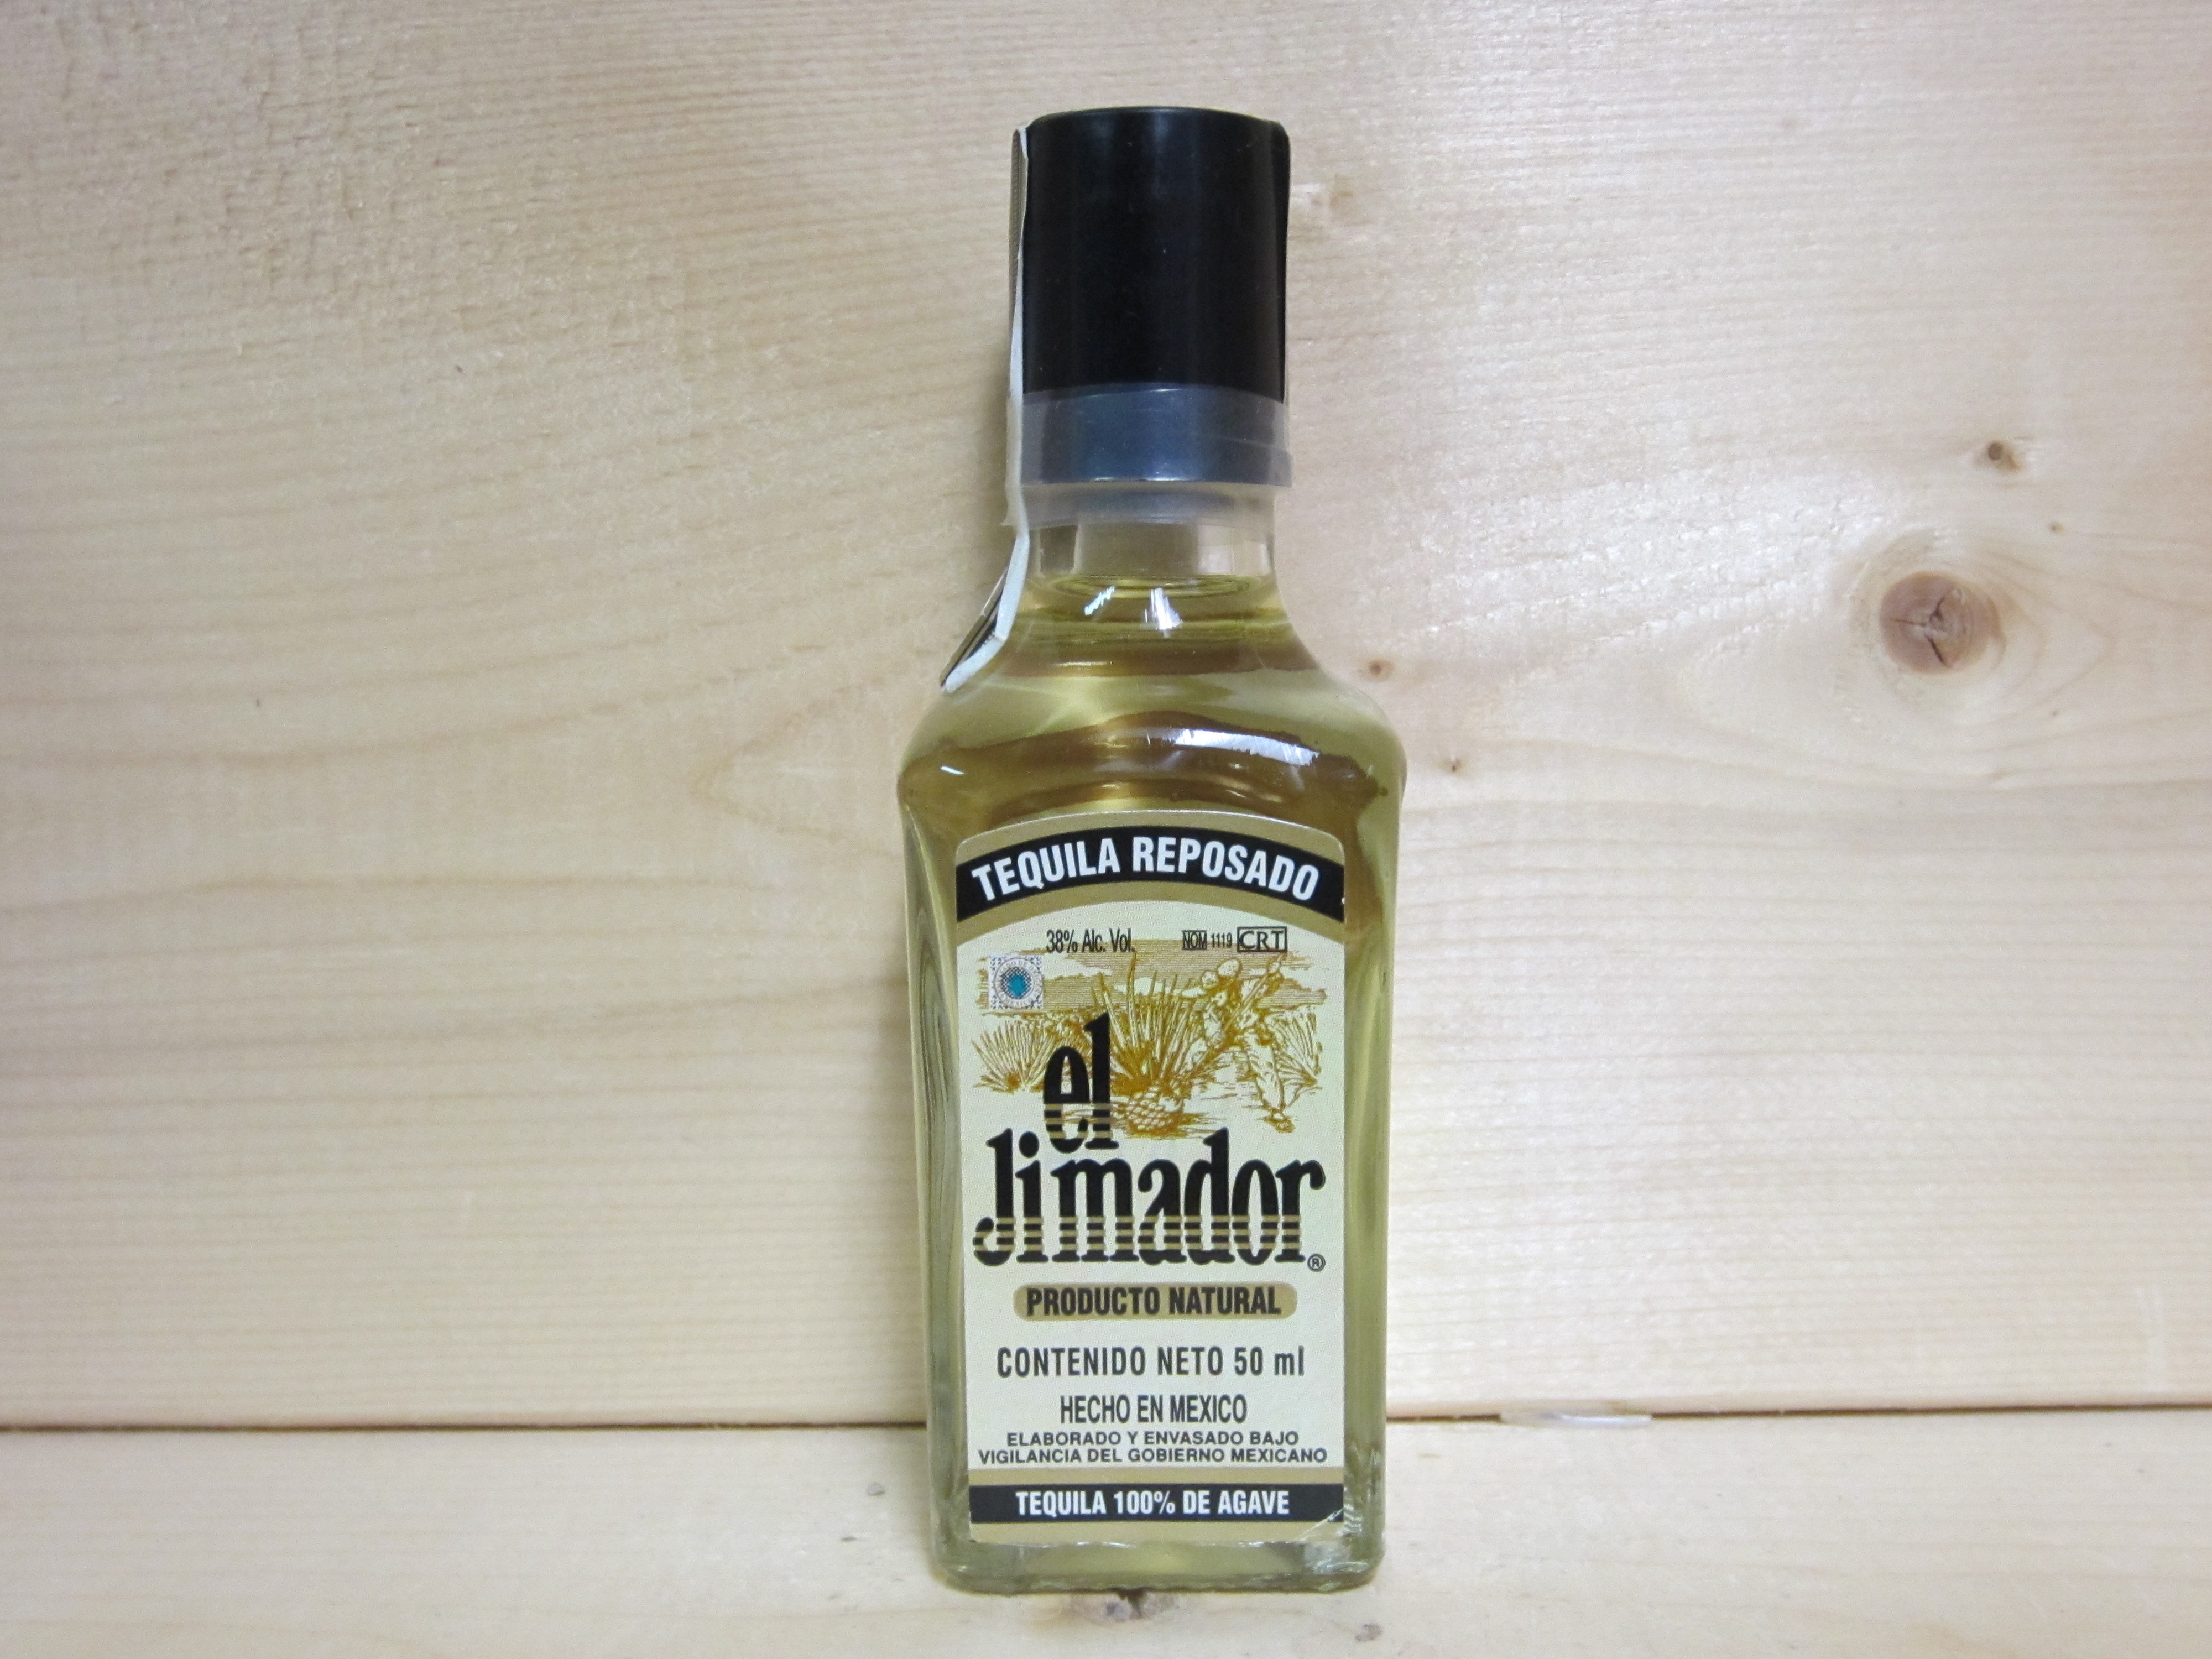 TEQUILA REPOSADO
38% Alc. Vol. NOM 1119 CRT
el
Jimador®
PRODUCTO NATURAL
CONTENIDO NETO 50 ml
HECHO EN MEXICO
ELABORADO Y ENVASADO BAJO
VIGILANCIA DEL GOBIERNO MEXICANO
TEQUILA 100% DE AGAVE